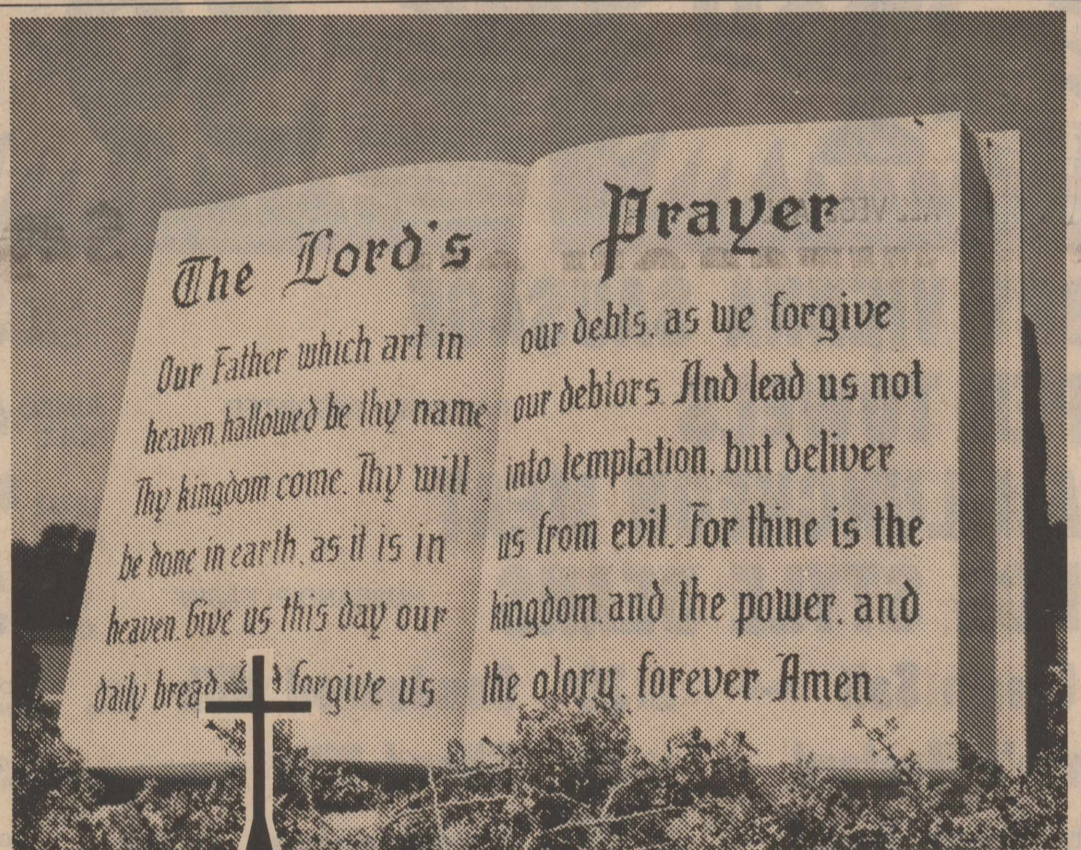 The Lord's Prayer
Our Father which art in
heaven, hallowed be thy name
Thy kingdom come. Thy will
be done in earth, as it is in
heaven. Give us this day our
daily bread forgive us
our debts, as we forgive
our debtors. And lead us not
into temptation, but deliver
us from evil. For thine is the
kingdom, and the power, and
the glory, forever. Amen.